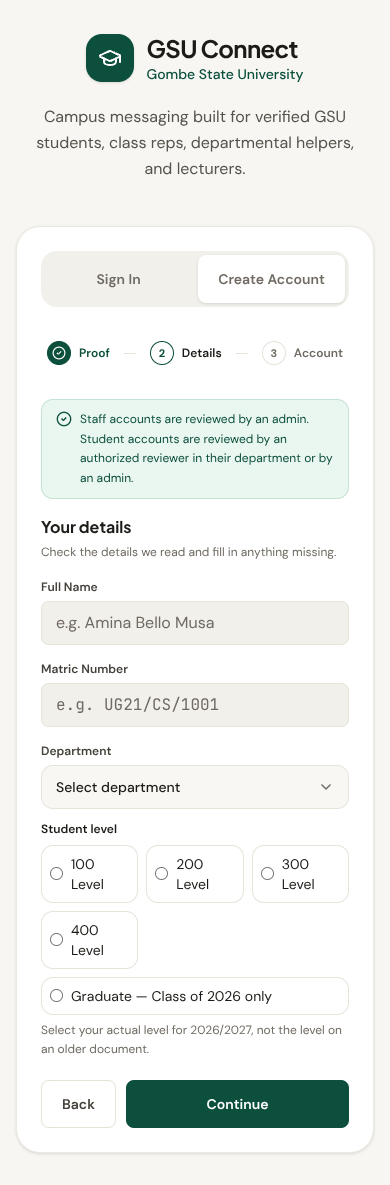 GSU Connect
Gombe State University
Campus messaging built for verified GSU
students, class reps, departmental helpers,
and lecturers.
Sign In
Create Account
Proof
2
Details
3
Account
Staff accounts are reviewed by an admin.
Student accounts are reviewed by an
authorized reviewer in their department or by
an admin.
Your details
Check the details we read and fill in anything missing.
Full Name
e.g. Amina Bello Musa
Matric Number
e.g. UG21/CS/1001
Department
Select department
Student level
100
Level
200
Level
300
Level
400
Level
Graduate — Class of 2026 only
Select your actual level for 2026/2027, not the level on
an older document.
Back
Continue